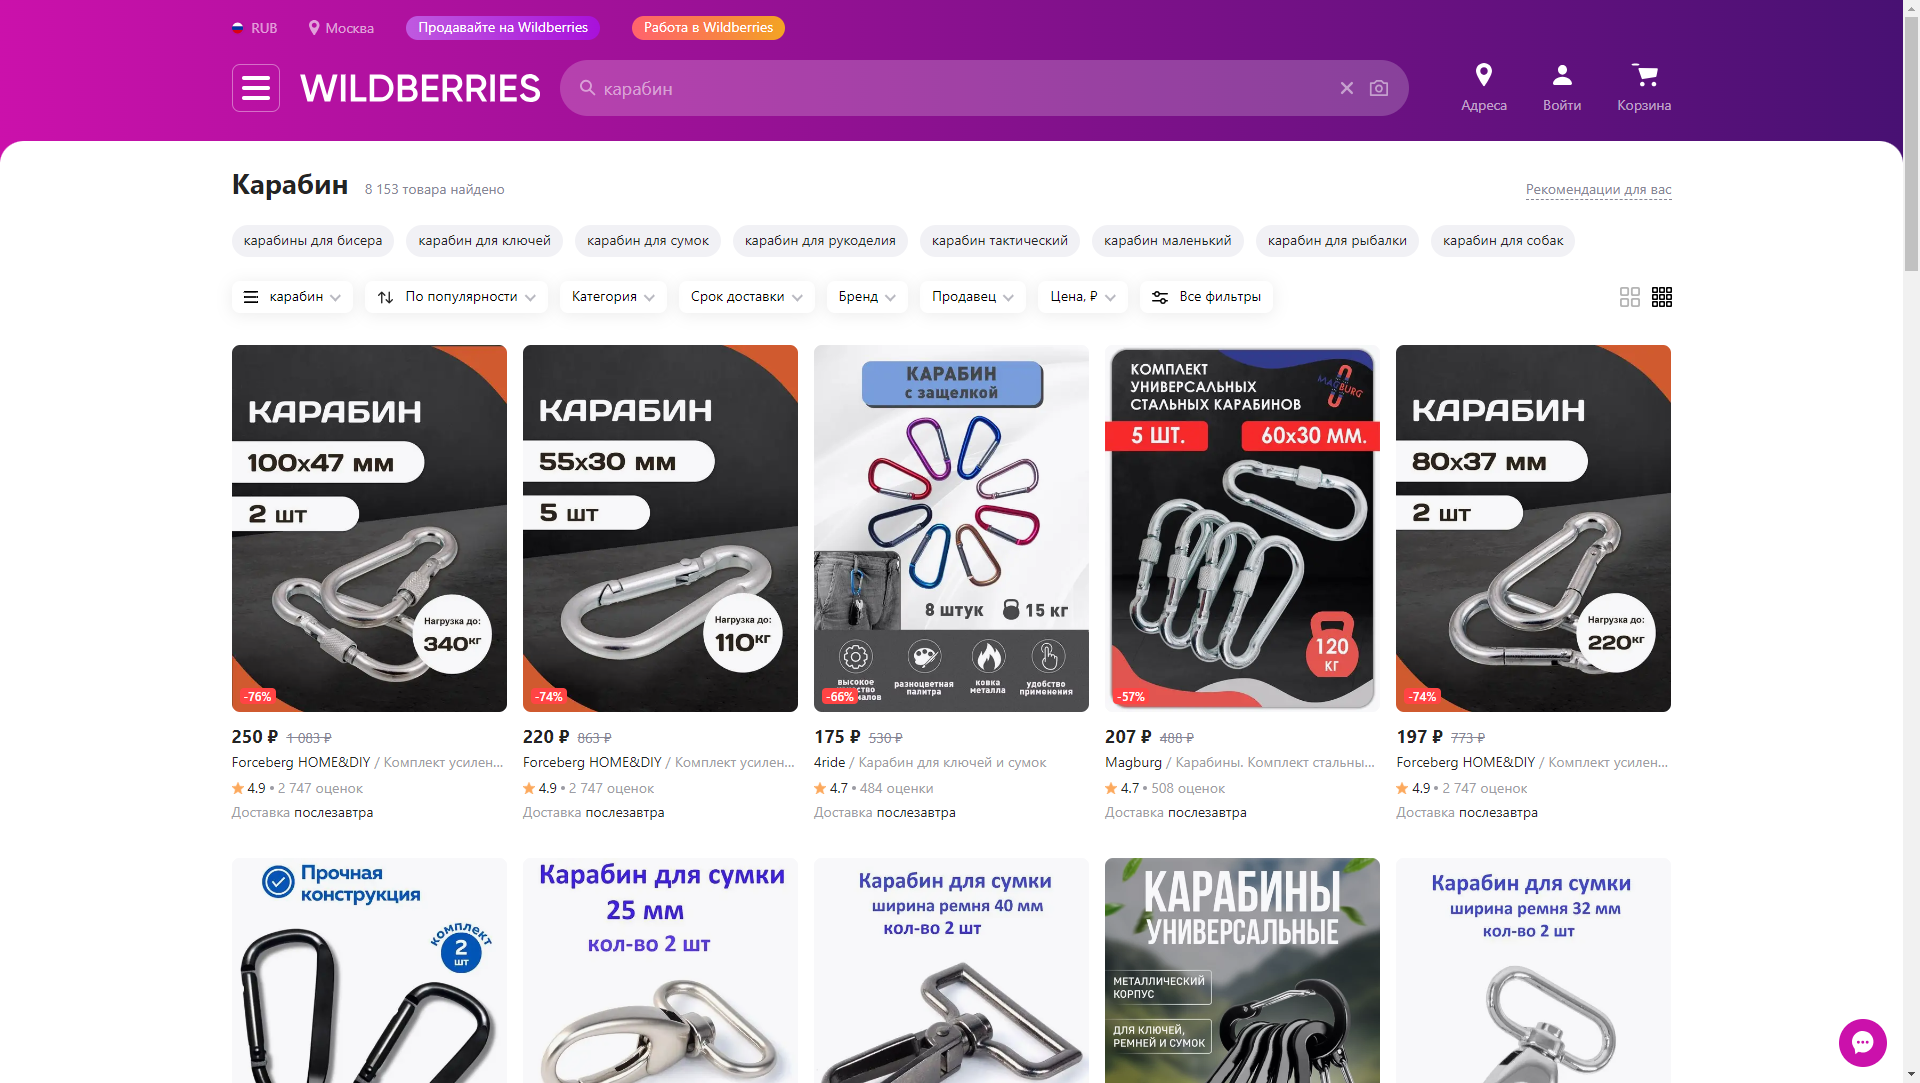 RUB
Москва
Продавайте на Wildberries
Работа в Wildberries
WILDBERRIES
карабин
Адреса
Войти
Корзина
Карабин
8 153 товара найдено
Рекомендации для вас
карабины для бисера
карабин для ключей
карабин для сумок
карабин для рукоделия
карабин тактический
карабин маленький
карабин для рыбалки
карабин для собак
карабин
По популярности
Категория
Срок доставки
Бренд
Продавец
Цена, ₽
Все фильтры
КАРАБИН
100х47 мм
2 шт
Нагрузка до:
340кг
-76%
250 ₽ 1 083 ₽
Forceberg HOME&DIY / Комплект усилен...
4.9 • 2 747 оценок
Доставка послезавтра
КАРАБИН
55х30 мм
5 шт
Нагрузка до:
110кг
-74%
220 ₽ 863 ₽
Forceberg HOME&DIY / Комплект усилен...
4.9 • 2 747 оценок
Доставка послезавтра
КАРАБИН
с защелкой
8 штук
15 кг
высокое
разноцветная
палитра
ковка
металла
удобство
применения
-66%
175 ₽ 530 ₽
4ride / Карабин для ключей и сумок
4.7 • 484 оценки
Доставка послезавтра
КОМПЛЕКТ
УНИВЕРСАЛЬНЫХ
СТАЛЬНЫХ КАРАБИНОВ
MAGBURG
5 ШТ.
60х30 ММ.
120
КГ
-57%
207 ₽ 488 ₽
Magburg / Карабины. Комплект стальны...
4.7 • 508 оценок
Доставка послезавтра
КАРАБИН
80х37 мм
2 шт
Нагрузка до:
220кг
-74%
197 ₽ 773 ₽
Forceberg HOME&DIY / Комплект усилен...
4.9 • 2 747 оценок
Доставка послезавтра
Прочная
конструкция
комплект
2
шт
Карабин для сумки
25 мм
кол-во 2 шт
Карабин для сумки
ширина ремня 40 мм
кол-во 2 шт
КАРАБИНЫ
УНИВЕРСАЛЬНЫЕ
МЕТАЛЛИЧЕСКИЙ
КОРПУС
ДЛЯ КЛЮЧЕЙ,
РЕМНЕЙ И СУМОК
Карабин для сумки
ширина ремня 32 мм
кол-во 2 шт